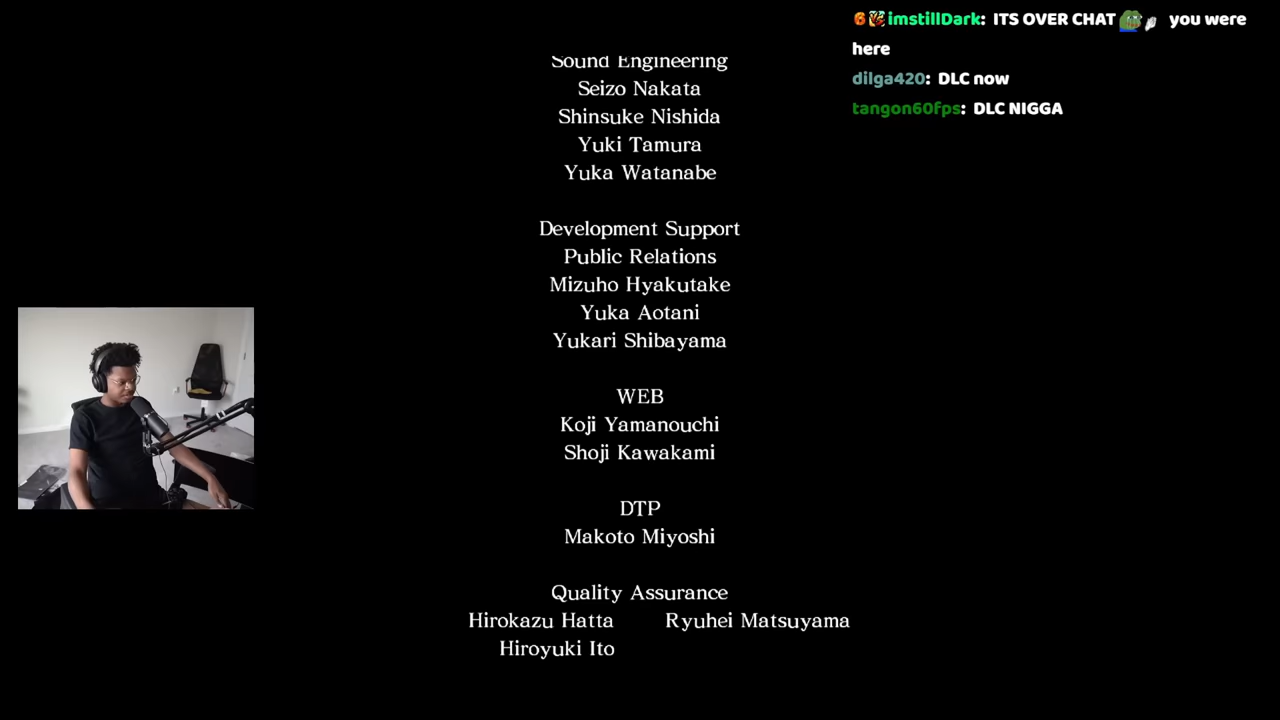 Sound Engineering
Seizo Nakata
Shinsuke Nishida
Yuki Tamura
Yuka Watanabe
Development Support
Public Relations
Mizuho Hyakutake
Yuka Aotani
Yukari Shibayama
WEB
Koji Yamanouchi
Shoji Kawakami
DTP
Makoto Miyoshi
Quality Assurance
Hirokazu Hatta Ryuhei Matsuyama
Hiroyuki Ito
6 imstillDark: ITS OVER CHAT you were
here
dilga420: DLC now
tangon60fps: DLC NIGGA